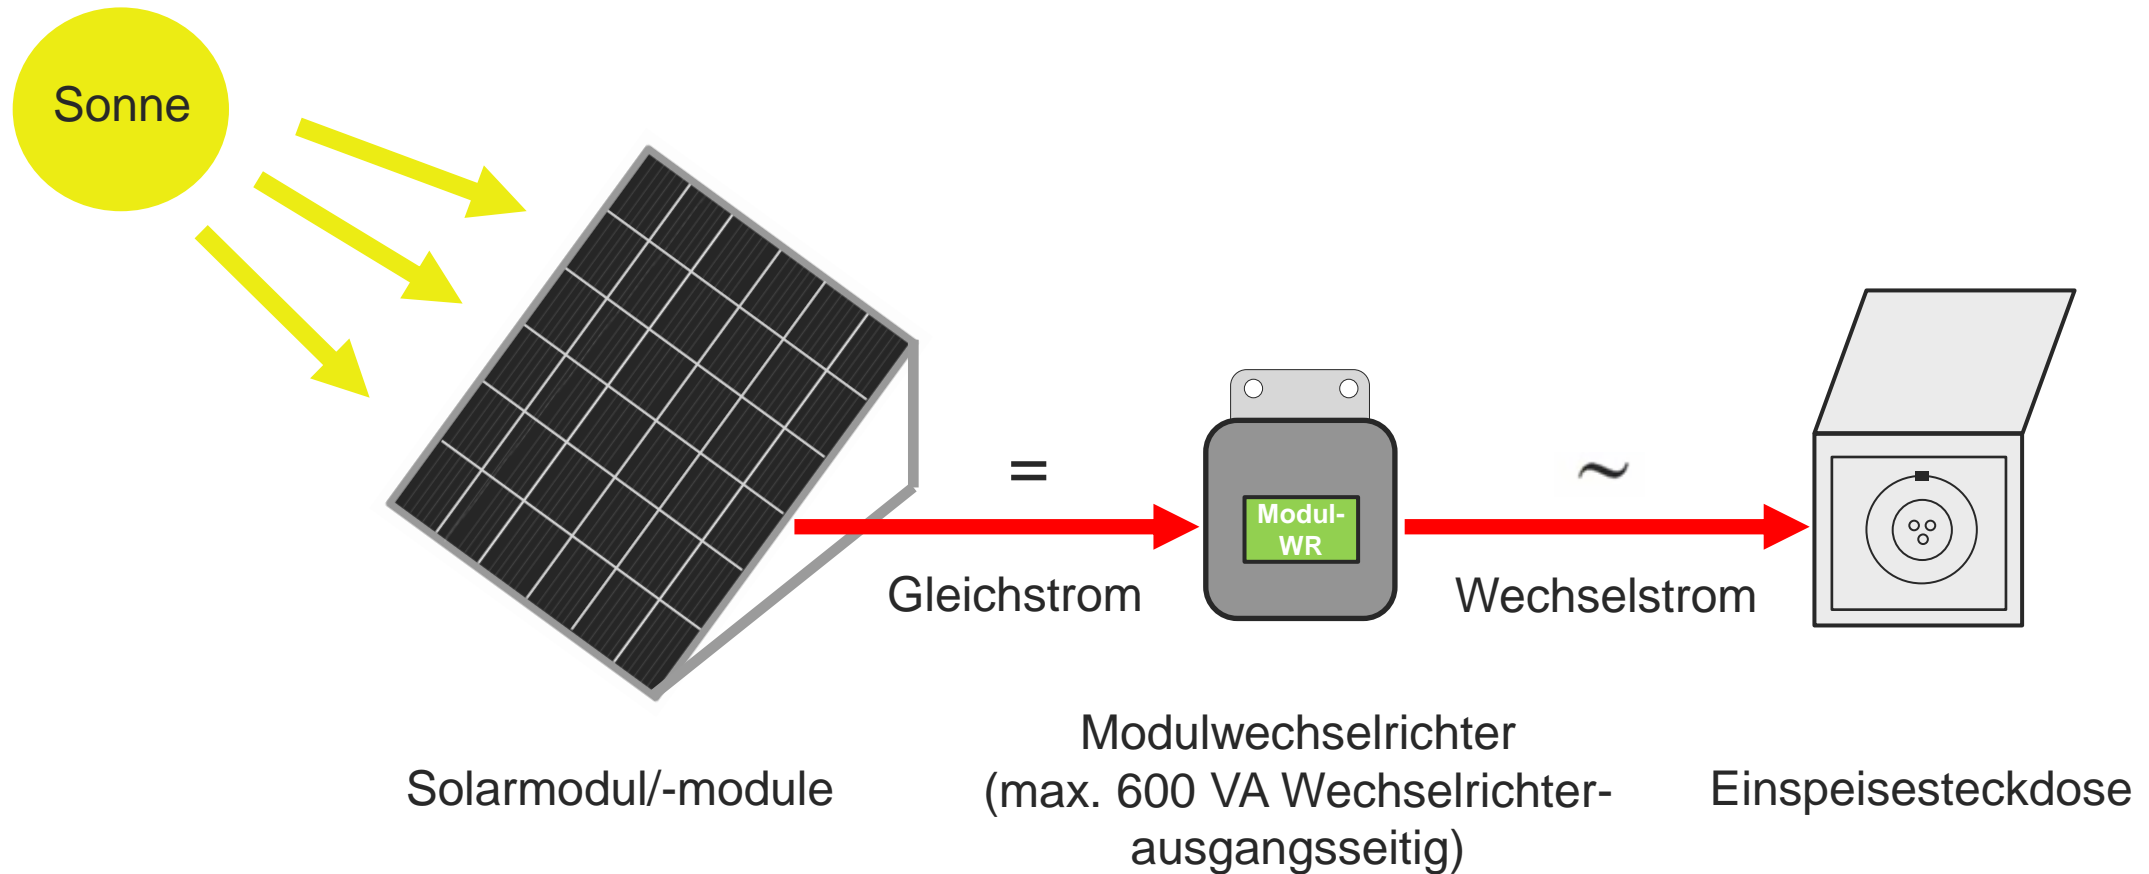 Sonne
=
~
Modul-
WR
Gleichstrom
Wechselstrom
Solarmodul/-module
Modulwechselrichter
(max. 600 VA Wechselrichter-
ausgangsseitig)
Einspeisesteckdose